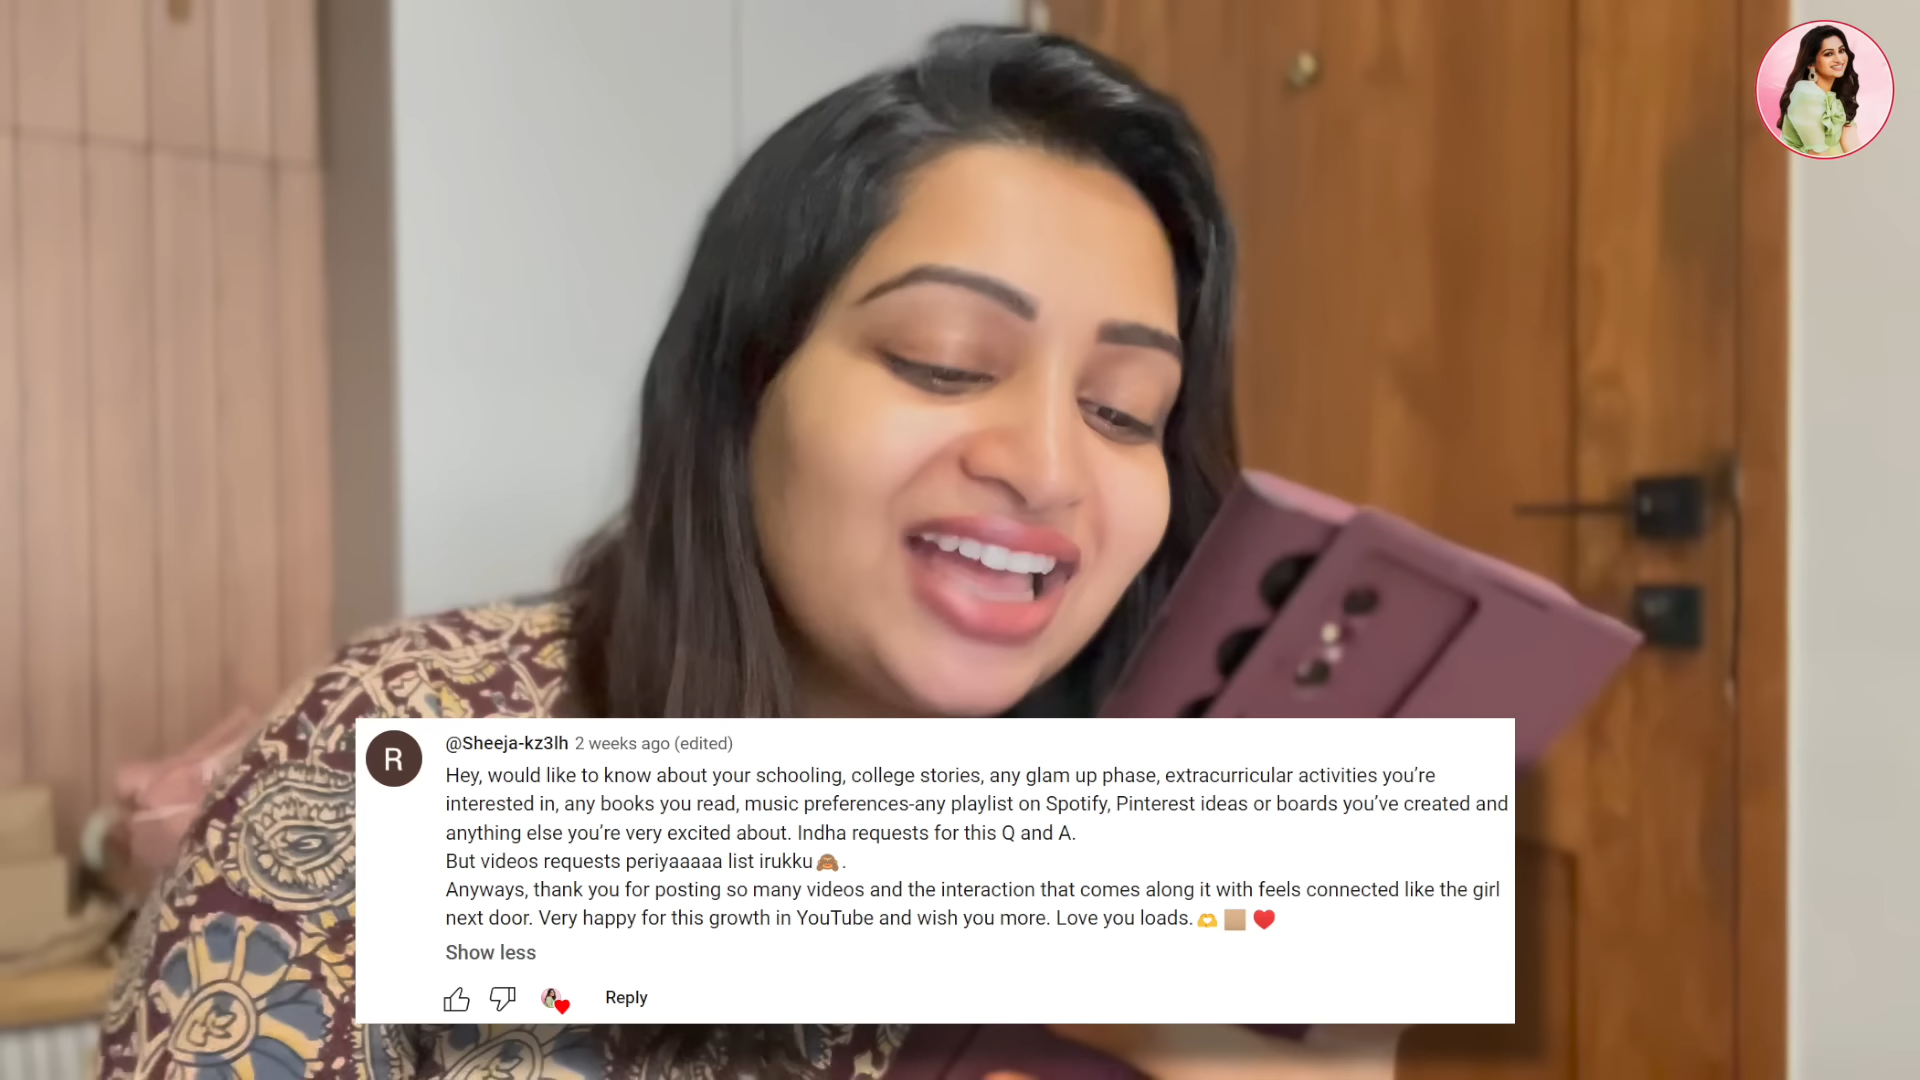 R
@Sheeja-kz3lh 2 weeks ago (edited)
Hey, would like to know about your schooling, college stories, any glam up phase, extracurricular activities you’re
interested in, any books you read, music preferences-any playlist on Spotify, Pinterest ideas or boards you’ve created and
anything else you’re very excited about. Indha requests for this Q and A.
But videos requests periyaaaaa list irukku🙈.
Anyways, thank you for posting so many videos and the interaction that comes along it with feels connected like the girl
next door. Very happy for this growth in YouTube and wish you more. Love you loads.🫶🏼❤️
Show less
Reply